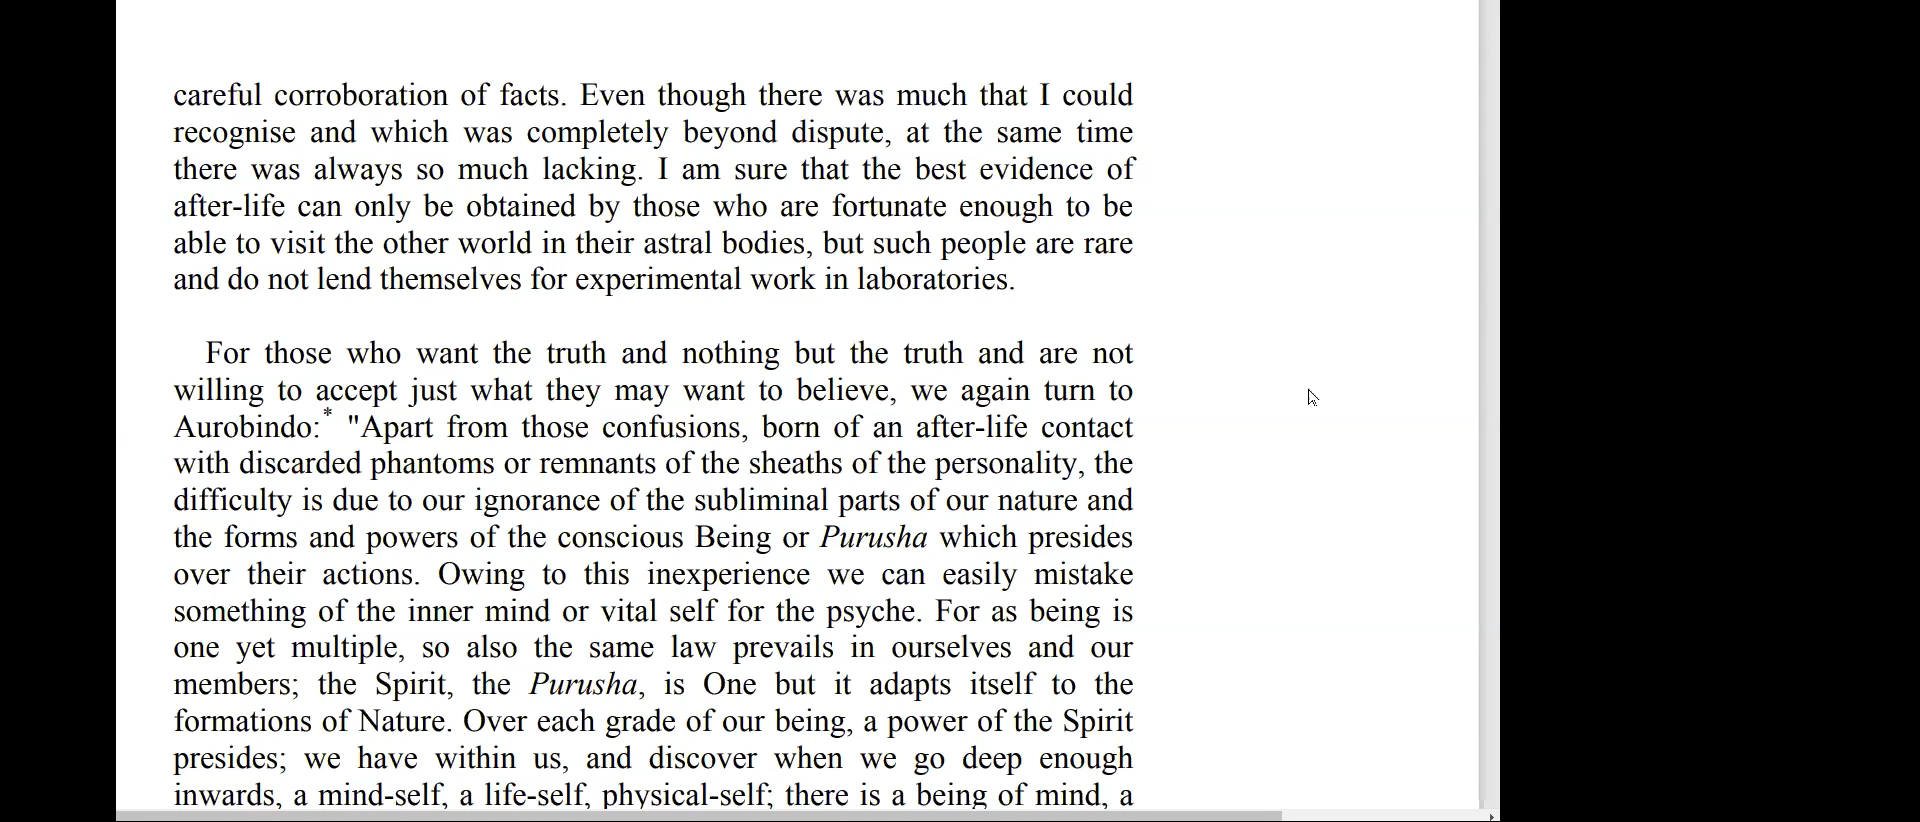 careful corroboration of facts. Even though there was much that I could
recognise and which was completely beyond dispute, at the same time
there was always so much lacking. I am sure that the best evidence of
after-life can only be obtained by those who are fortunate enough to be
able to visit the other world in their astral bodies, but such people are rare
and do not lend themselves for experimental work in laboratories.
For those who want the truth and nothing but the truth and are not
willing to accept just what they may want to believe, we again turn to
Aurobindo:* "Apart from those confusions, born of an after-life contact
with discarded phantoms or remnants of the sheaths of the personality, the
difficulty is due to our ignorance of the subliminal parts of our nature and
the forms and powers of the conscious Being or Purusha which presides
over their actions. Owing to this inexperience we can easily mistake
something of the inner mind or vital self for the psyche. For as being is
one yet multiple, so also the same law prevails in ourselves and our
members; the Spirit, the Purusha, is One but it adapts itself to the
formations of Nature. Over each grade of our being, a power of the Spirit
presides; we have within us, and discover when we go deep enough
inwards, a mind-self, a life-self, physical-self; there is a being of mind, a